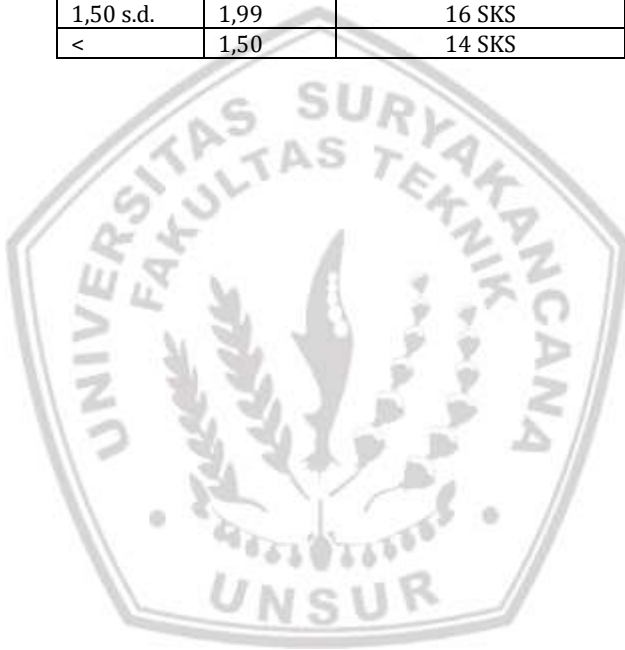 1,50 s.d. 1,99 16 SKS
< 1,50 14 SKS
UNIVERSITAS SURYAKANCANA
FAKULTAS TEKNIK
UNSUR